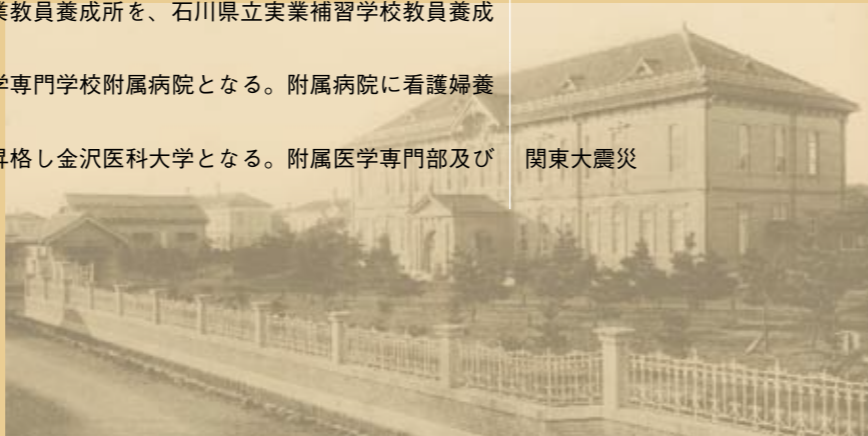 業教員養成所を、石川県立実業補習学校教員養成
学専門学校附属病院となる。附属病院に看護婦養
昇格し金沢医科大学となる。附属医学専門部及び
関東大震災